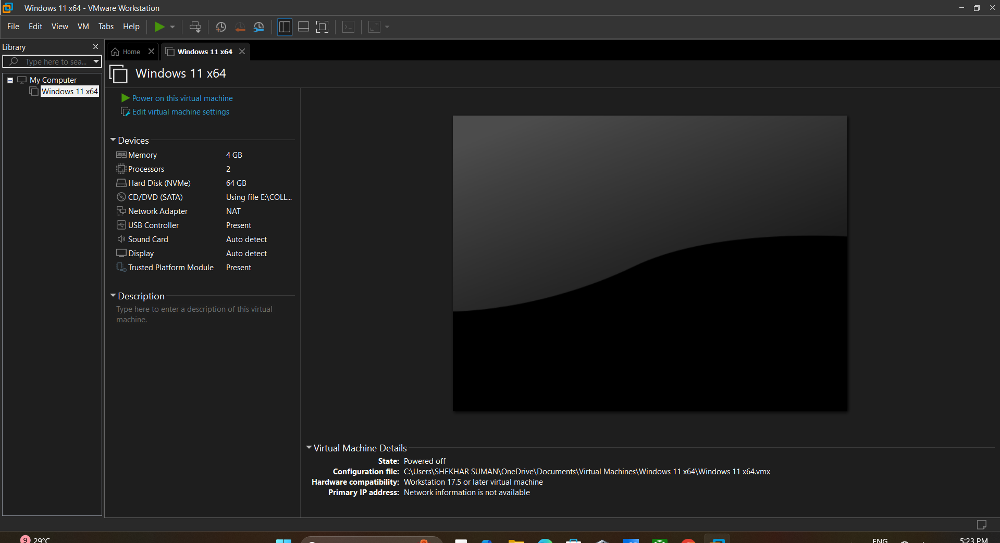 Windows 11 x64 - VMware Workstation
File Edit View VM Tabs Help
Library
Type here to sea...
My Computer
Windows 11 x64
Home
Windows 11 x64
Windows 11 x64
Power on this virtual machine
Edit virtual machine settings
Devices
Memory 4 GB
Processors 2
Hard Disk (NVMe) 64 GB
CD/DVD (SATA) Using file E:\COLL...
Network Adapter NAT
USB Controller Present
Sound Card Auto detect
Display Auto detect
Trusted Platform Module Present
Description
Type here to enter a description of this virtual
machine.
Virtual Machine Details
State: Powered off
Configuration file: C:\Users\SHEKHAR SUMAN\OneDrive\Documents\Virtual Machines\Windows 11 x64\Windows 11 x64.vmx
Hardware compatibility: Workstation 17.5 or later virtual machine
Primary IP address: Network information is not available
9 29°C
ENG
5:23 PM